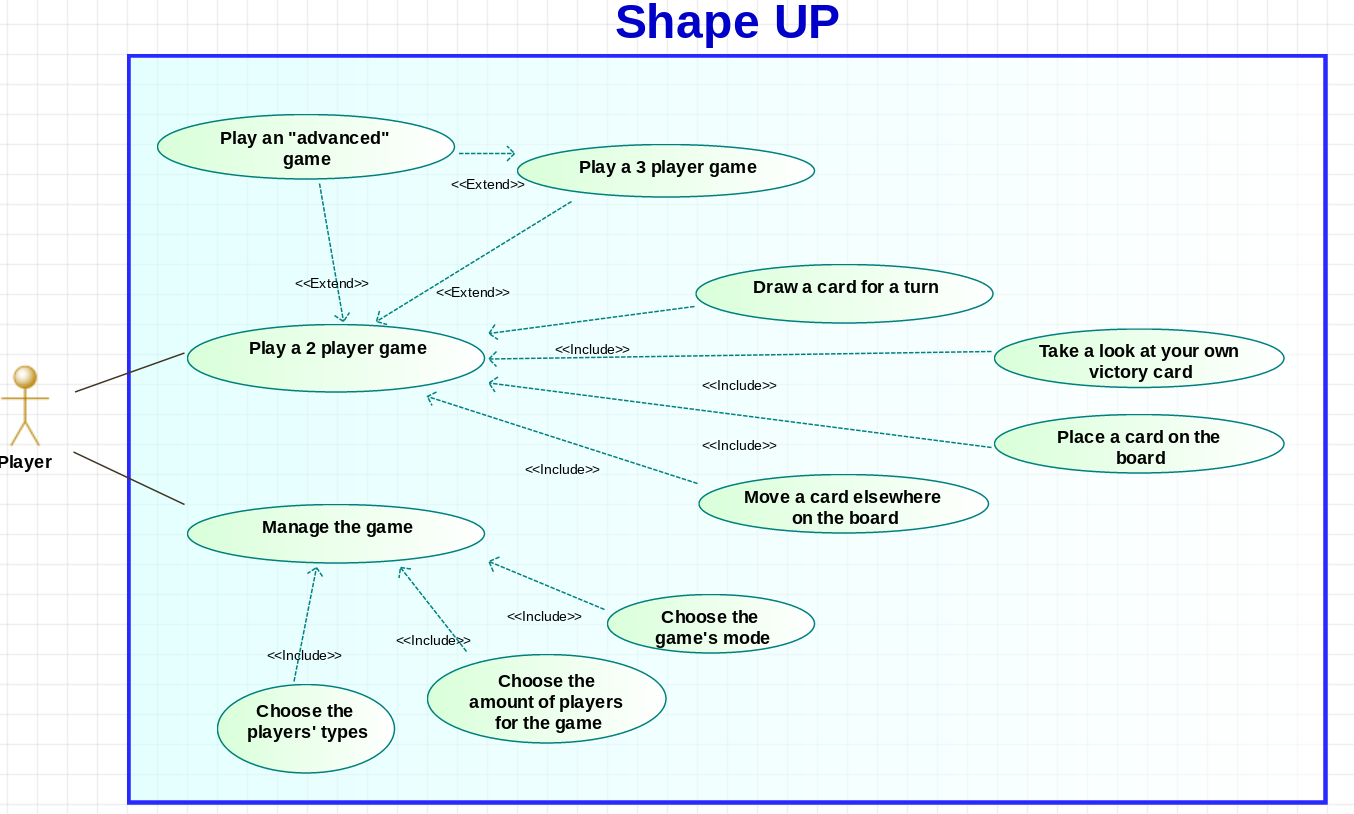 Shape UP
Play an "advanced"
game
Play a 3 player game
<<Extend>>
<<Extend>>
<<Extend>>
Draw a card for a turn
Play a 2 player game
<<Include>>
Take a look at your own
victory card
<<Include>>
Place a card on the
board
<<Include>>
Player
<<Include>>
Move a card elsewhere
on the board
Manage the game
<<Include>>
Choose the
game's mode
<<Include>>
<<Include>>
Choose the
amount of players
for the game
Choose the
players' types